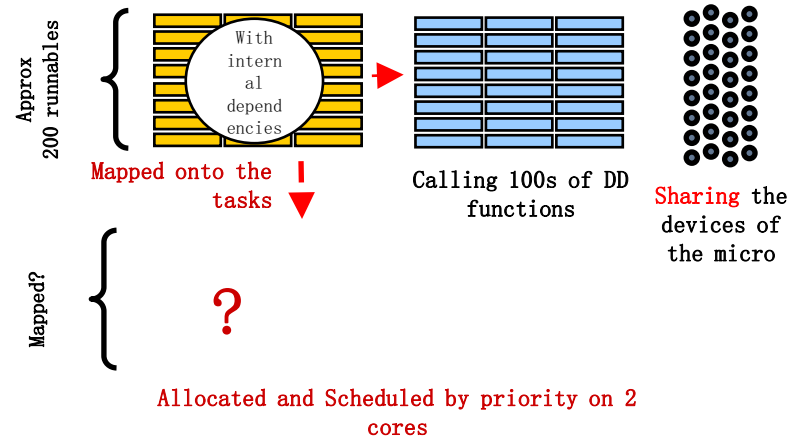 Approx
200 runnables
With
intern
al
depend
encies
Mapped onto the
tasks
Calling 100s of DD
functions
Sharing the
devices of
the micro
Mapped?
?
Allocated and Scheduled by priority on 2
cores